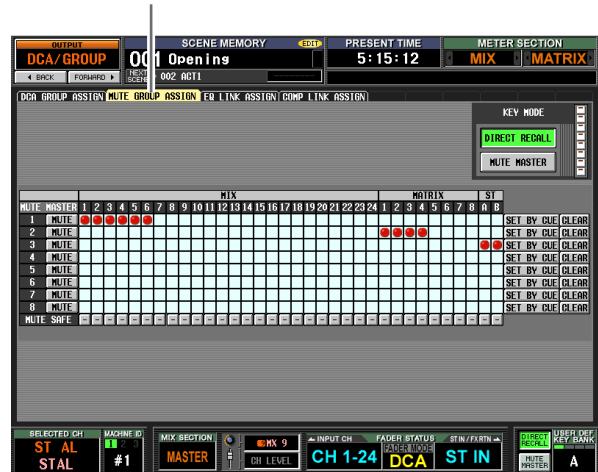 OUTPUT
DCA/GROUP
BACK
FORWARD
SCENE MEMORY
EDIT
001 Opening
NEXT SCENE
002 ACT1
PRESENT TIME
5:15:12
METER SECTION
MIX
MATRIX
DCA GROUP ASSIGN
MUTE GROUP ASSIGN
EQ LINK ASSIGN
COMP LINK ASSIGN
KEY MODE
DIRECT RECALL
MUTE MASTER
MIX MATRIX ST
MUTE MASTER 1 2 3 4 5 6 7 8 9 10 11 12 13 14 15 16 17 18 19 20 21 22 23 24 1 2 3 4 5 6 7 8 A B
1 MUTE SET BY CUE CLEAR
2 MUTE SET BY CUE CLEAR
3 MUTE SET BY CUE CLEAR
4 MUTE SET BY CUE CLEAR
5 MUTE SET BY CUE CLEAR
6 MUTE SET BY CUE CLEAR
7 MUTE SET BY CUE CLEAR
8 MUTE SET BY CUE CLEAR
MUTE SAFE - - - - - - - - - - - - - - - - - - - - - - - - - - - - - - - - - -
SELECTED CH
ST AL
STAL
MACHINE ID
1 2 3
#1
MIX SECTION
MASTER
MX 9
CH LEVEL
INPUT CH
CH 1-24
FADER STATUS
FADER MODE
DCA
ST IN/FXRTN
ST IN
DIRECT RECALL
MUTE MASTER
USER DEF KEY BANK
A